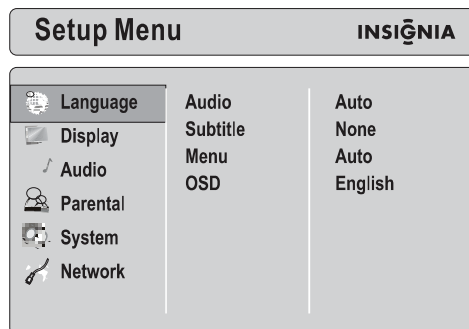 Setup Menu
INSIGNIA
Language
Display
Audio
Parental
System
Network
Audio Auto
Subtitle None
Menu Auto
OSD English